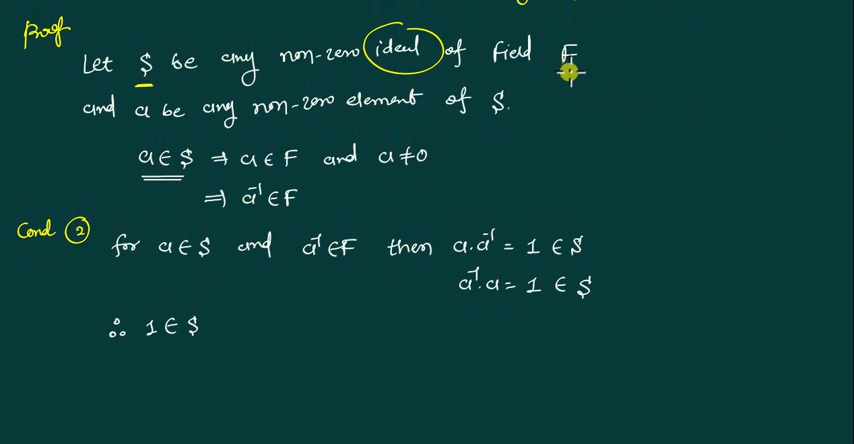 Proof
Let S be any non-zero ideal of field F
and a be any non-zero element of S.
a ∈ S ⇒ a ∈ F and a ≠ 0
⇒ a⁻¹ ∈ F
Cond ② for a ∈ S and a⁻¹ ∈ F then a·a⁻¹ = 1 ∈ S
a⁻¹·a = 1 ∈ S
∴ 1 ∈ S